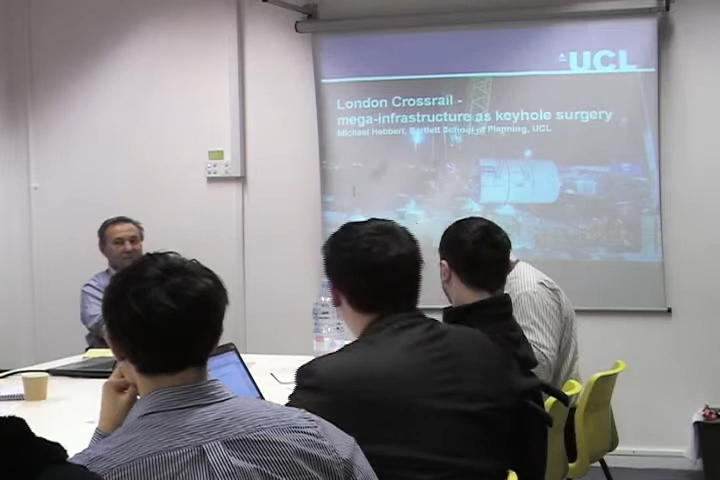 UCL
London Crossrail -
mega-infrastructure as keyhole surgery
Michael Hebbert, Bartlett School of Planning, UCL